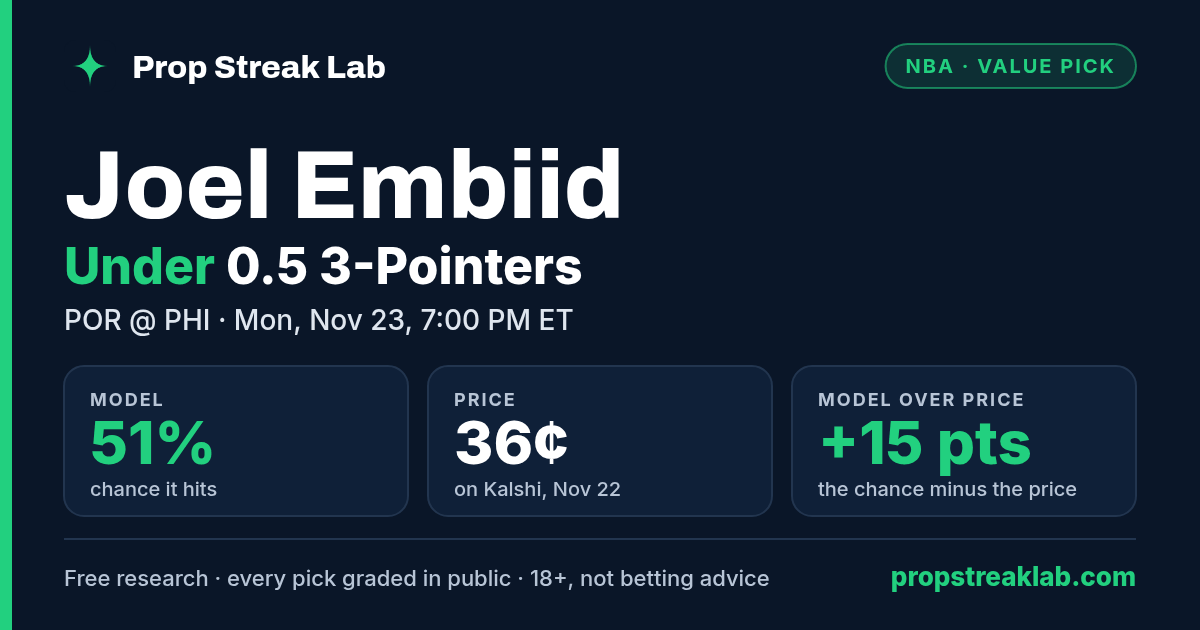 Prop Streak Lab
NBA · VALUE PICK
Joel Embiid
Under 0.5 3-Pointers
POR @ PHI · Mon, Nov 23, 7:00 PM ET
MODEL
51%
chance it hits
PRICE
36¢
on Kalshi, Nov 22
MODEL OVER PRICE
+15 pts
the chance minus the price
Free research · every pick graded in public · 18+, not betting advice
propstreaklab.com